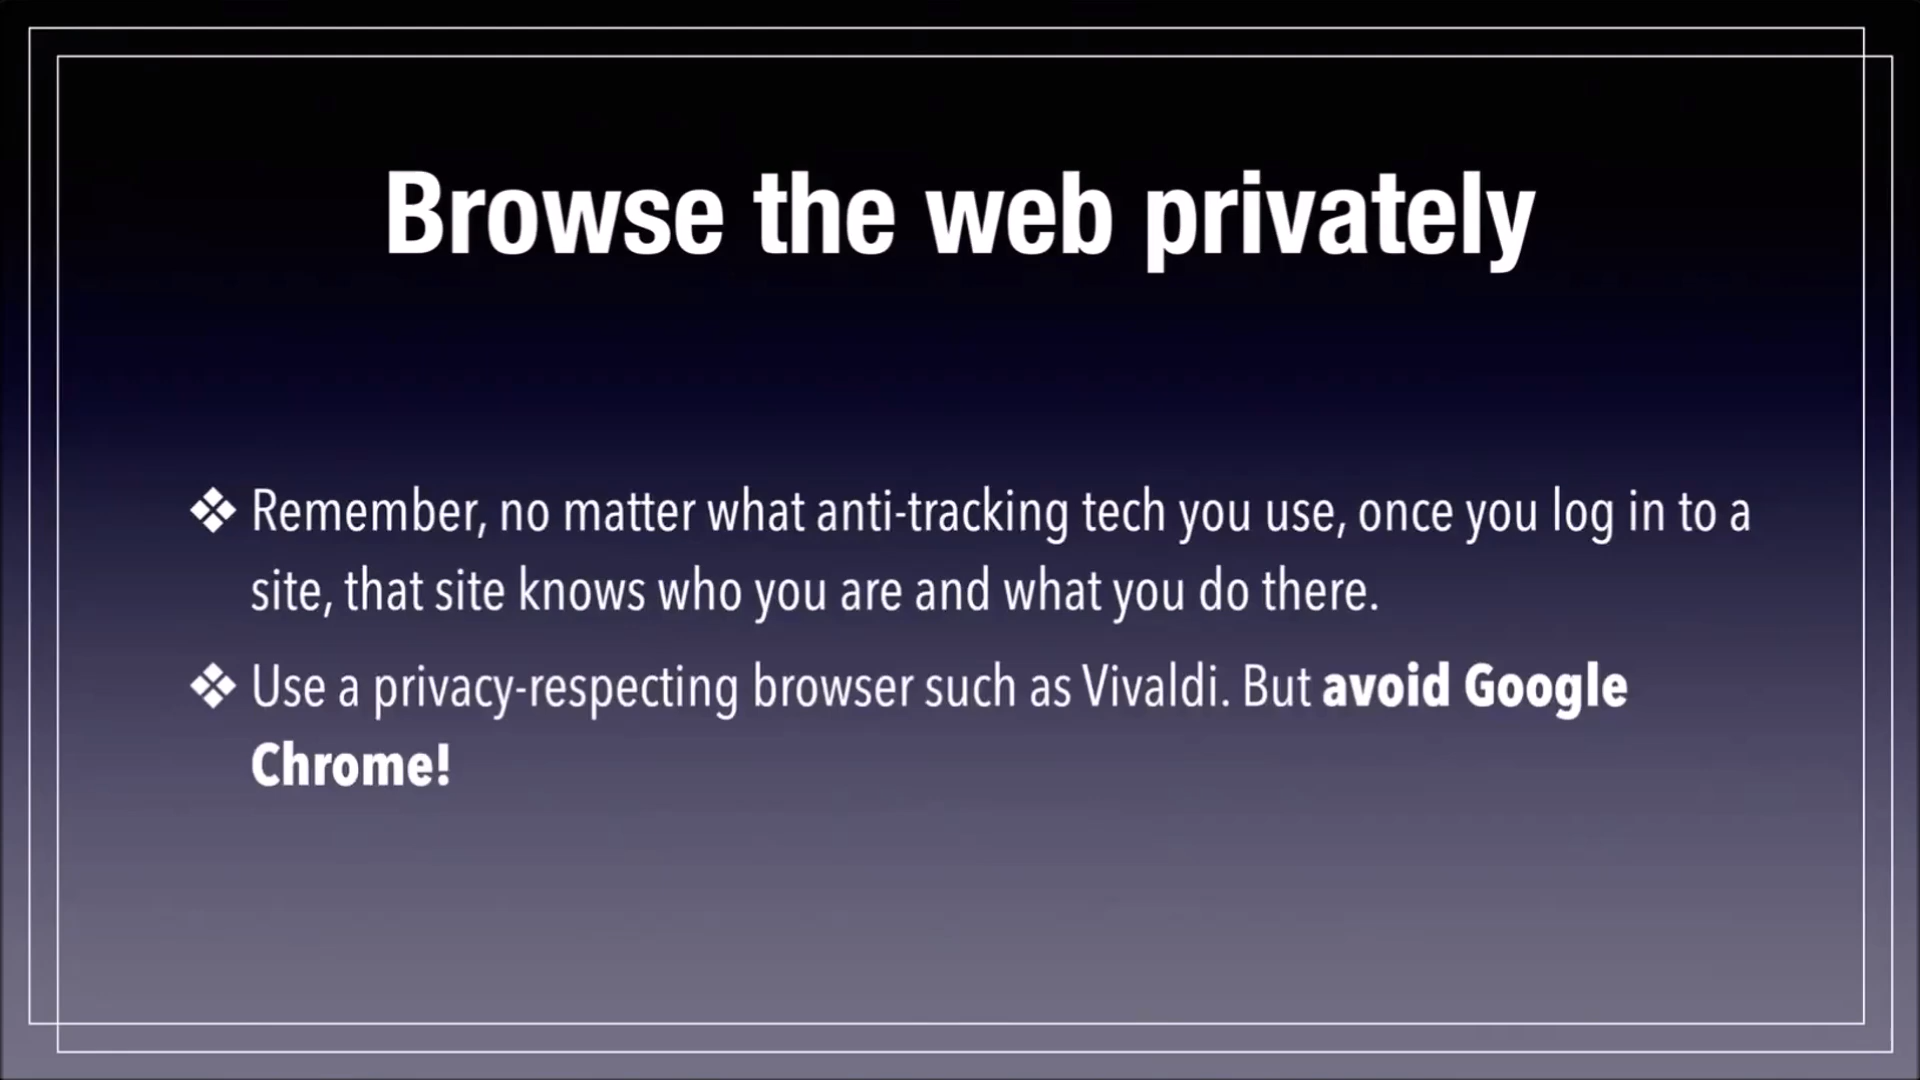 Browse the web privately
❖ Remember, no matter what anti-tracking tech you use, once you log in to a
site, that site knows who you are and what you do there.
❖ Use a privacy-respecting browser such as Vivaldi. But avoid Google
Chrome!